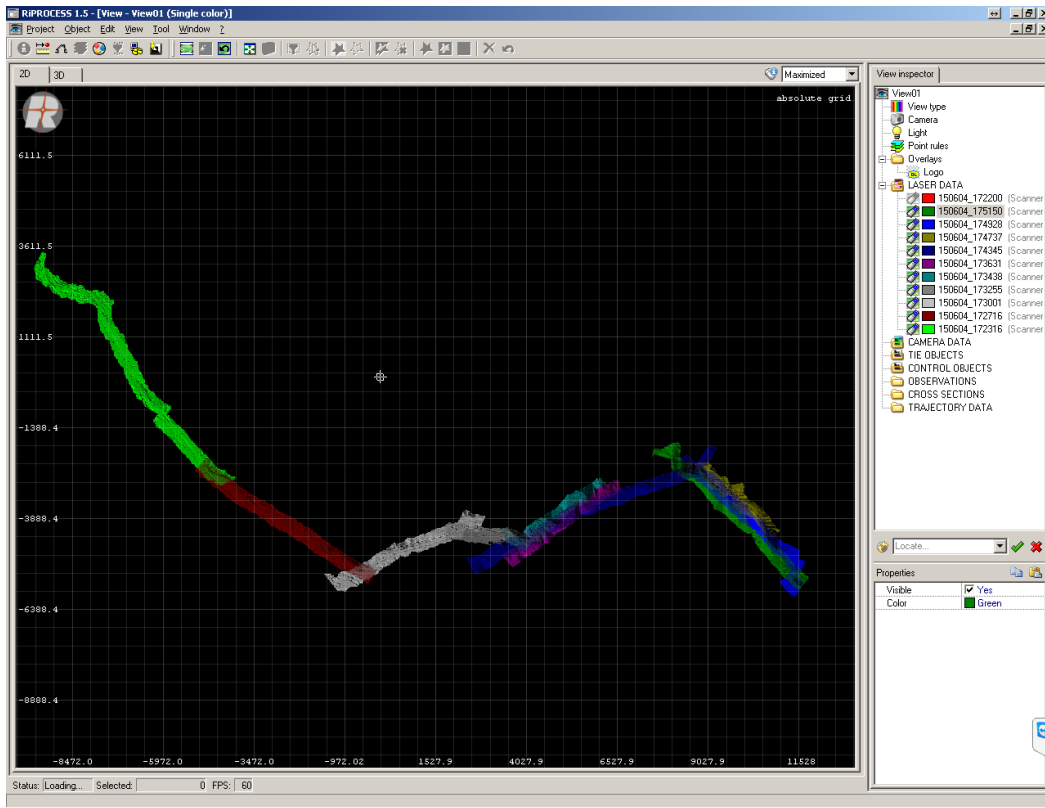 RiPROCESS 1.5 - [View - View01 (Single color)]
Project Object Edit View Tool Window ?
2D 3D Maximized
absolute grid
6111.5
3611.5
1111.5
-1388.4
-3888.4
-6388.4
-8888.4
-8472.0 -5972.0 -3472.0 -972.02 1527.9 4027.9 6527.9 9027.9 11528
Status: Loading... Selected: 0 FPS: 60
View inspector
View01
View type
Camera
Light
Point rules
Overlays
Logo
LASER DATA
150604_172200 (Scanner
150604_175150 (Scanner
150604_174928 (Scanner
150604_174737 (Scanner
150604_174345 (Scanner
150604_173631 (Scanner
150604_173438 (Scanner
150604_173255 (Scanner
150604_173001 (Scanner
150604_172716 (Scanner
150604_172316 (Scanner
CAMERA DATA
TIE OBJECTS
CONTROL OBJECTS
OBSERVATIONS
CROSS SECTIONS
TRAJECTORY DATA
Locate...
Properties
Visible Yes
Color Green